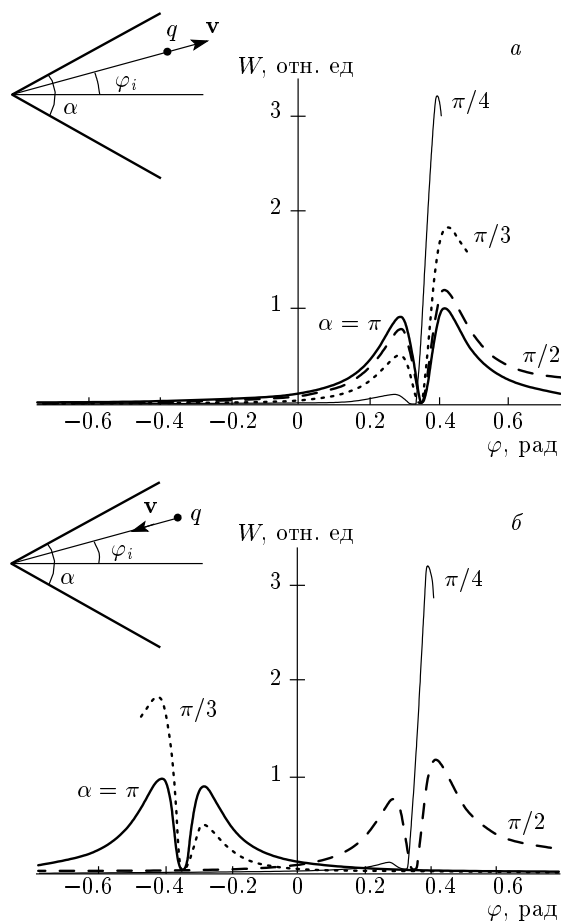 q v
φi
α
W, отн. ед
а
3
2
1
π/4
π/3
α = π
π/2
−0.6 −0.4 −0.2 0 0.2 0.4 0.6
φ, рад
v q
φi
α
W, отн. ед
б
3
2
1
π/4
π/3
α = π
π/2
−0.6 −0.4 −0.2 0 0.2 0.4 0.6
φ, рад